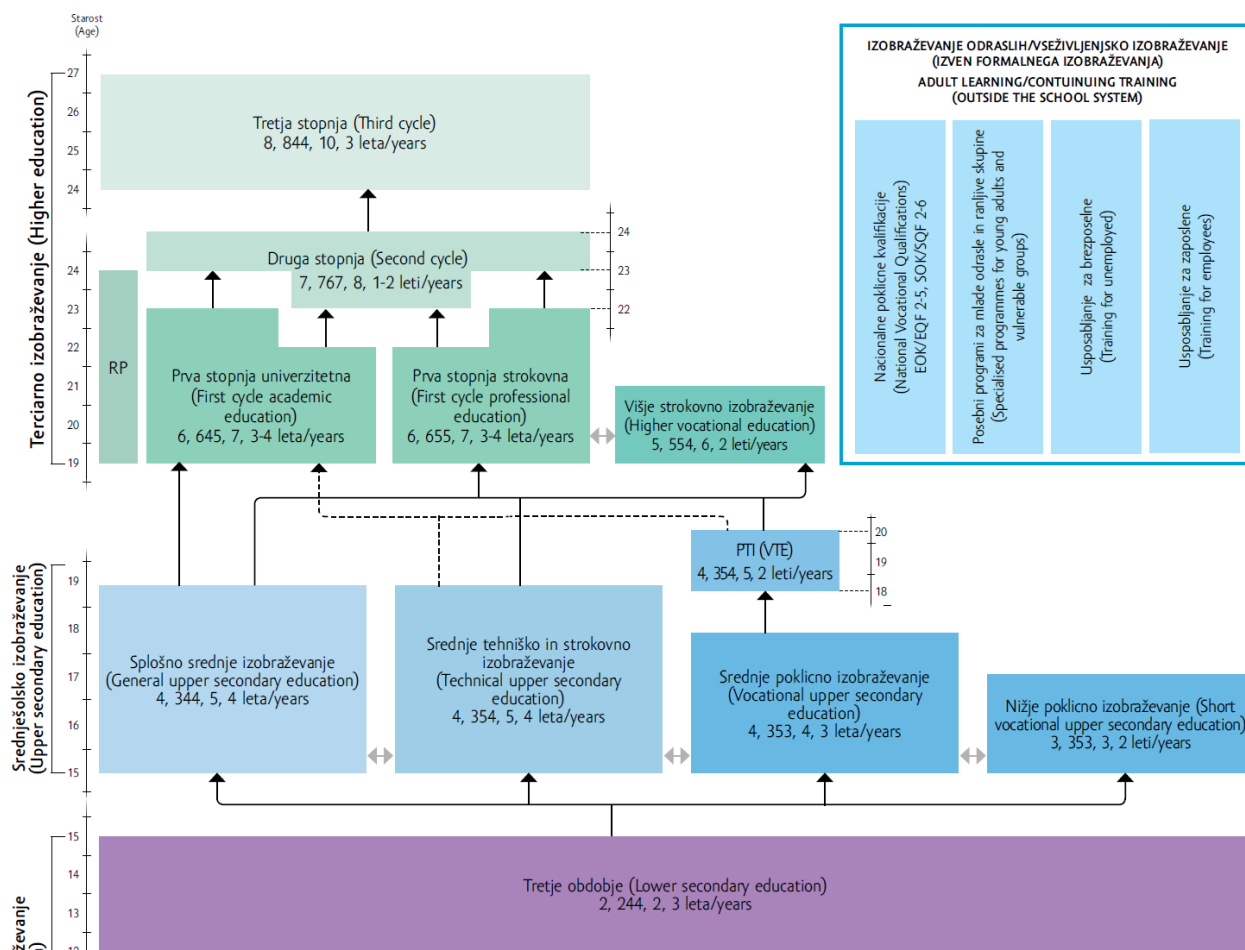 Starost
(Age)
Terciarno izobraževanje (Higher education)
27
26
25
24
24
23
22
21
20
19
Tretja stopnja (Third cycle)
8, 844, 10, 3 leta/years
Druga stopnja (Second cycle)
7, 767, 8, 1-2 leti/years
24
23
22
RP
Prva stopnja univerzitetna
(First cycle academic
education)
6, 645, 7, 3-4 leta/years
Prva stopnja strokovna
(First cycle professional
education)
6, 655, 7, 3-4 leta/years
Višje strokovno izobraževanje
(Higher vocational education)
5, 554, 6, 2 leti/years
IZOBRAŽEVANJE ODRASLIH/VSEŽIVLJENJSKO IZOBRAŽEVANJE
(IZVEN FORMALNEGA IZOBRAŽEVANJA)
ADULT LEARNING/CONTUINUING TRAINING
(OUTSIDE THE SCHOOL SYSTEM)
Nacionalne poklicne kvalifikacije
(National Vocational Qualifications)
EOK/EQF 2-5, SOK/SQF 2-6
Posebni programi za mlade odrasle in ranljive skupine
(Specialised programmes for young adults and
vulnerable groups)
Usposabljanje za brezposelne
(Training for unemployed)
Usposabljanje za zaposlene
(Training for employees)
Srednješolsko izobraževanje
(Upper secondary education)
19
18
17
16
15
PTI (VTE)
4, 354, 5, 2 leti/years
20
19
18
Splošno srednje izobraževanje
(General upper secondary education)
4, 344, 5, 4 leta/years
Srednje tehniško in strokovno
izobraževanje
(Technical upper secondary
education)
4, 354, 5, 4 leta/years
Srednje poklicno izobraževanje
(Vocational upper secondary
education)
4, 353, 4, 3 leta/years
Nižje poklicno izobraževanje (Short
vocational upper secondary education)
3, 353, 3, 2 leti/years
15
14
13
Tretje obdobje (Lower secondary education)
2, 244, 2, 3 leta/years